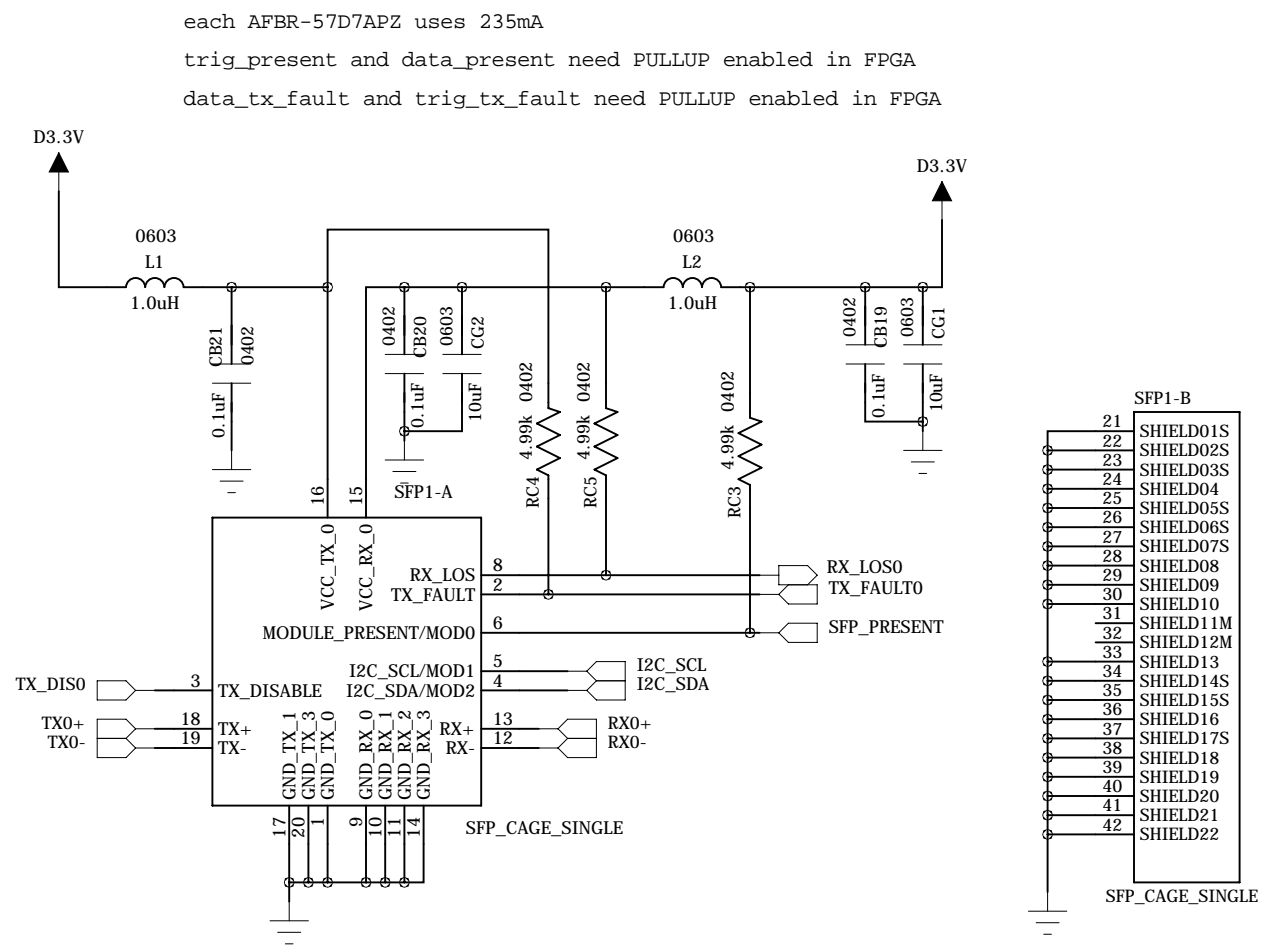 each AFBR-57D7APZ uses 235mA
trig_present and data_present need PULLUP enabled in FPGA
data_tx_fault and trig_tx_fault need PULLUP enabled in FPGA
D3.3V
D3.3V
0603
L1
1.0uH
0603
L2
1.0uH
CB21
0402
0.1uF
0402
CB20
0.1uF
0603
CG2
10uF
4.99k 0402
RC4
4.99k 0402
RC5
4.99k 0402
RC3
0402
CB19
0.1uF
0603
CG1
10uF
SFP1-A
16
15
VCC_TX_0
VCC_RX_0
RX_LOS
8
RX_LOS0
TX_FAULT
2
TX_FAULT0
MODULE_PRESENT/MOD0
6
SFP_PRESENT
I2C_SCL/MOD1
5
I2C_SCL
I2C_SDA/MOD2
4
I2C_SDA
TX_DIS0
3
TX_DISABLE
TX0+
18
TX+
TX0-
19
TX-
RX+
13
RX0+
RX-
12
RX0-
GND_TX_1
GND_TX_3
GND_TX_0
GND_RX_0
GND_RX_1
GND_RX_2
GND_RX_3
17
20
1
9
10
11
14
SFP_CAGE_SINGLE
SFP1-B
21 SHIELD01S
22 SHIELD02S
23 SHIELD03S
24 SHIELD04
25 SHIELD05S
26 SHIELD06S
27 SHIELD07S
28 SHIELD08
29 SHIELD09
30 SHIELD10
31 SHIELD11M
32 SHIELD12M
33 SHIELD13
34 SHIELD14S
35 SHIELD15S
36 SHIELD16
37 SHIELD17S
38 SHIELD18
39 SHIELD19
40 SHIELD20
41 SHIELD21
42 SHIELD22
SFP_CAGE_SINGLE